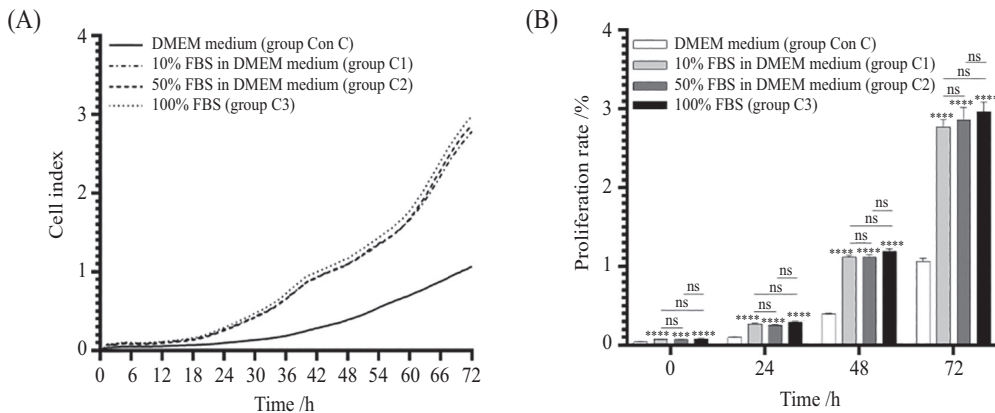 (A)
4
3
2
1
0
Cell index
DMEM medium (group Con C)
10% FBS in DMEM medium (group C1)
50% FBS in DMEM medium (group C2)
100% FBS (group C3)
0 6 12 18 24 30 36 42 48 54 60 66 72
Time /h
(B)
4
3
2
1
0
Proliferation rate /%
DMEM medium (group Con C)
10% FBS in DMEM medium (group C1)
50% FBS in DMEM medium (group C2)
100% FBS (group C3)
ns
ns
ns
**** *** ****
ns
ns
ns
**** **** ****
ns
ns
ns
**** **** ****
ns
ns
ns
**** **** ****
0 24 48 72
Time /h